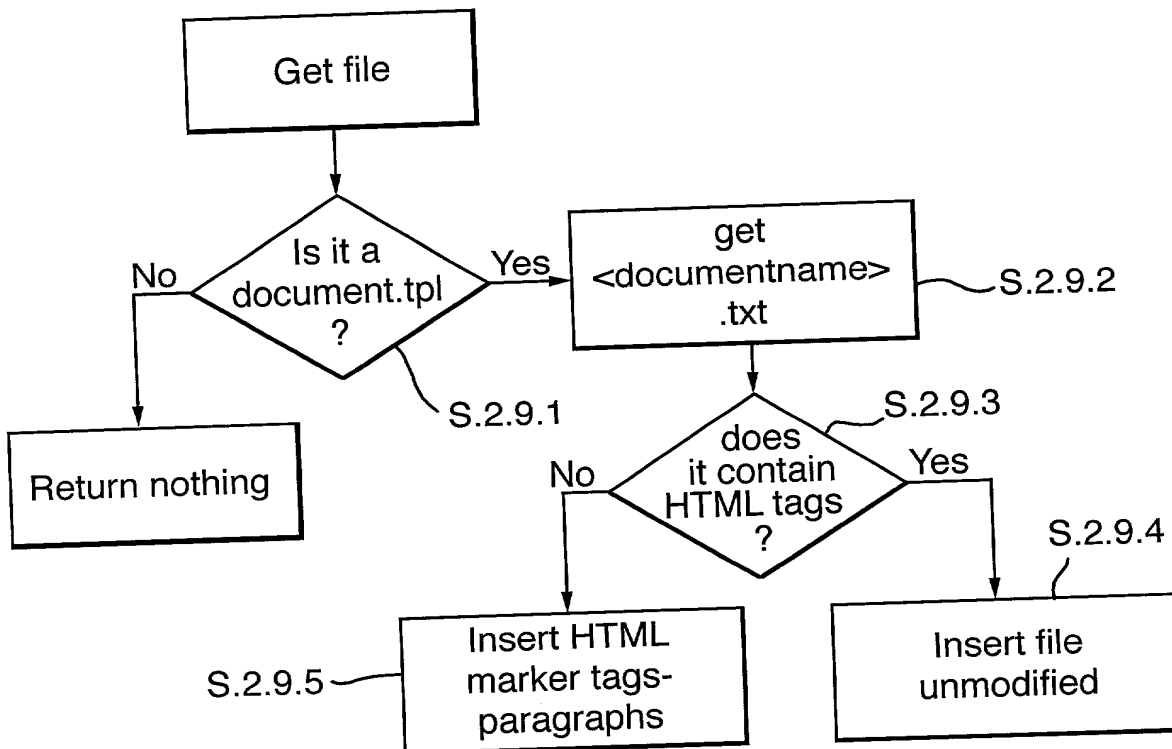 Get file
Is it a
document.tpl
?
No
Yes
get
<documentname>
.txt
S.2.9.2
S.2.9.1
Return nothing
S.2.9.3
does
it contain
HTML tags
?
No
Yes
S.2.9.4
Insert HTML
marker tags-
paragraphs
S.2.9.5
Insert file
unmodified